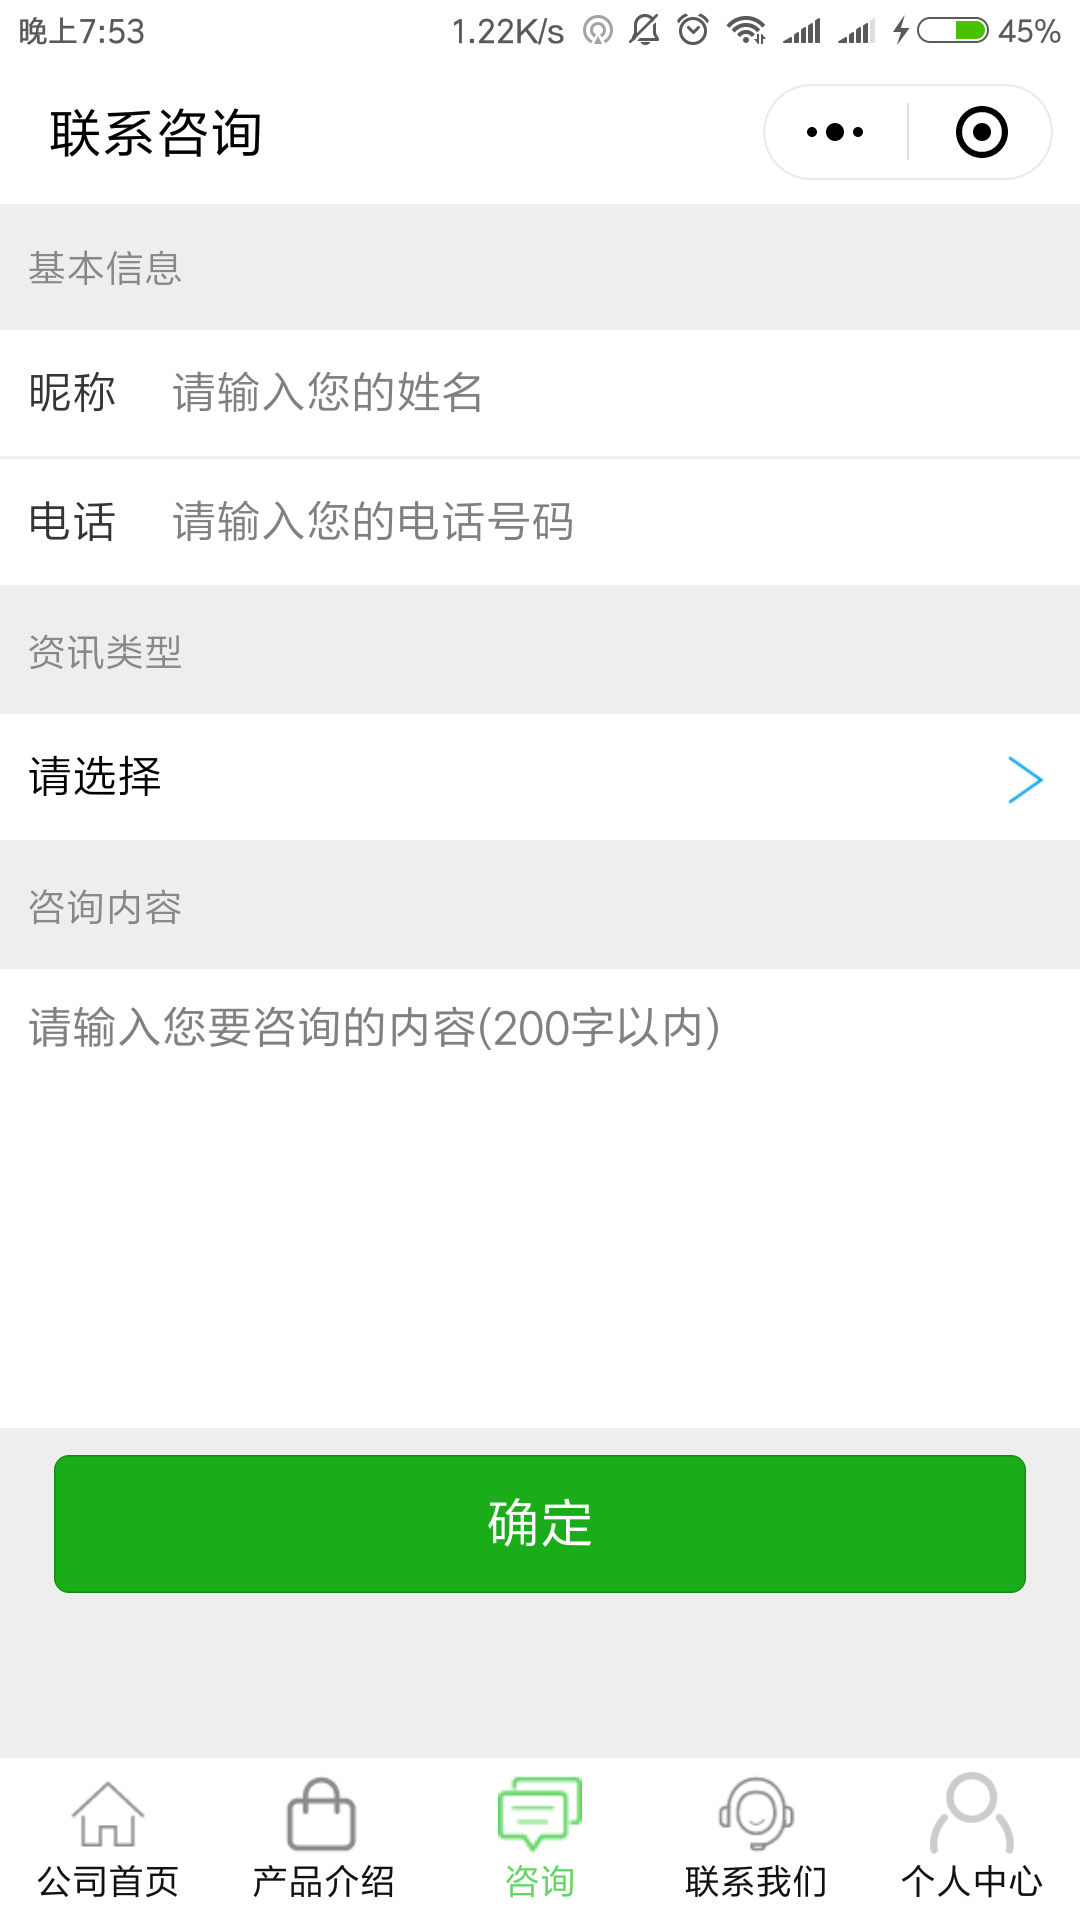 晚上7:53 1.22K/s 45%
联系咨询
基本信息
昵称 请输入您的姓名
电话 请输入您的电话号码
资讯类型
请选择
咨询内容
请输入您要咨询的内容(200字以内)
确定
公司首页 产品介绍 咨询 联系我们 个人中心